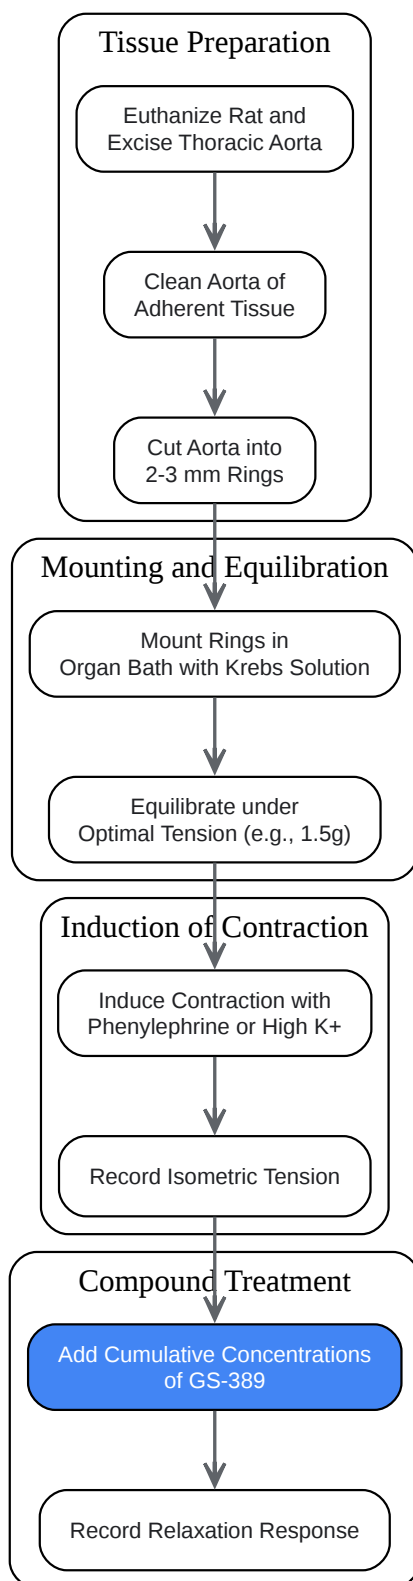 Tissue Preparation
Euthanize Rat and
Excise Thoracic Aorta
Clean Aorta of
Adherent Tissue
Cut Aorta into
2-3 mm Rings
Mounting and Equilibration
Mount Rings in
Organ Bath with Krebs Solution
Equilibrate under
Optimal Tension (e.g., 1.5g)
Induction of Contraction
Induce Contraction with
Phenylephrine or High K+
Record Isometric Tension
Compound Treatment
Add Cumulative Concentrations
of GS-389
Record Relaxation Response